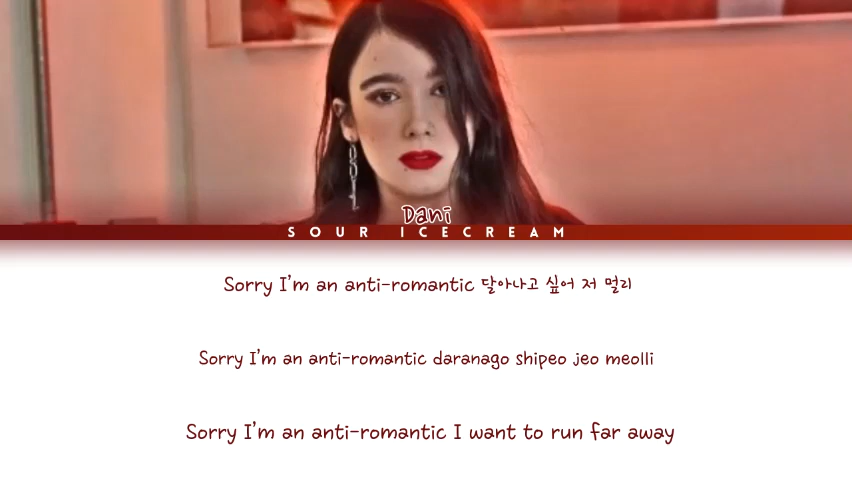 Dani
SOUR ICECREAM
Sorry I'm an anti-romantic 달아나고 싶어 저 멀리
Sorry I'm an anti-romantic daranago shipeo jeo meolli
Sorry I'm an anti-romantic I want to run far away